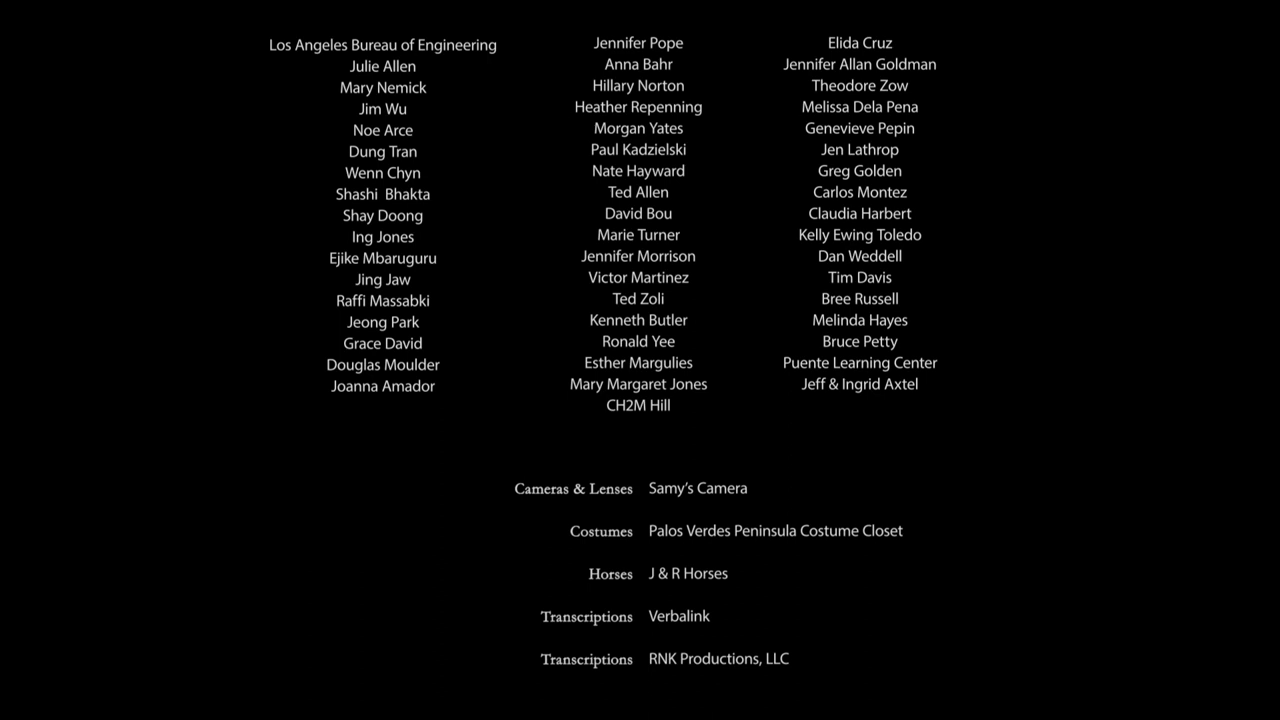 Los Angeles Bureau of Engineering
Julie Allen
Mary Nemick
Jim Wu
Noe Arce
Dung Tran
Wenn Chyn
Shashi  Bhakta
Shay Doong
Ing Jones
Ejike Mbaruguru
Jing Jaw
Raffi Massabki
Jeong Park
Grace David
Douglas Moulder
Joanna Amador
Jennifer Pope
Anna Bahr
Hillary Norton
Heather Repenning
Morgan Yates
Paul Kadzielski
Nate Hayward
Ted Allen
David Bou
Marie Turner
Jennifer Morrison
Victor Martinez
Ted Zoli
Kenneth Butler
Ronald Yee
Esther Margulies
Mary Margaret Jones
CH2M Hill
Elida Cruz
Jennifer Allan Goldman
Theodore Zow
Melissa Dela Pena
Genevieve Pepin
Jen Lathrop
Greg Golden
Carlos Montez
Claudia Harbert
Kelly Ewing Toledo
Dan Weddell
Tim Davis
Bree Russell
Melinda Hayes
Bruce Petty
Puente Learning Center
Jeff & Ingrid Axtel
Cameras & Lenses Samy's Camera
Costumes Palos Verdes Peninsula Costume Closet
Horses J & R Horses
Transcriptions Verbalink
Transcriptions RNK Productions, LLC